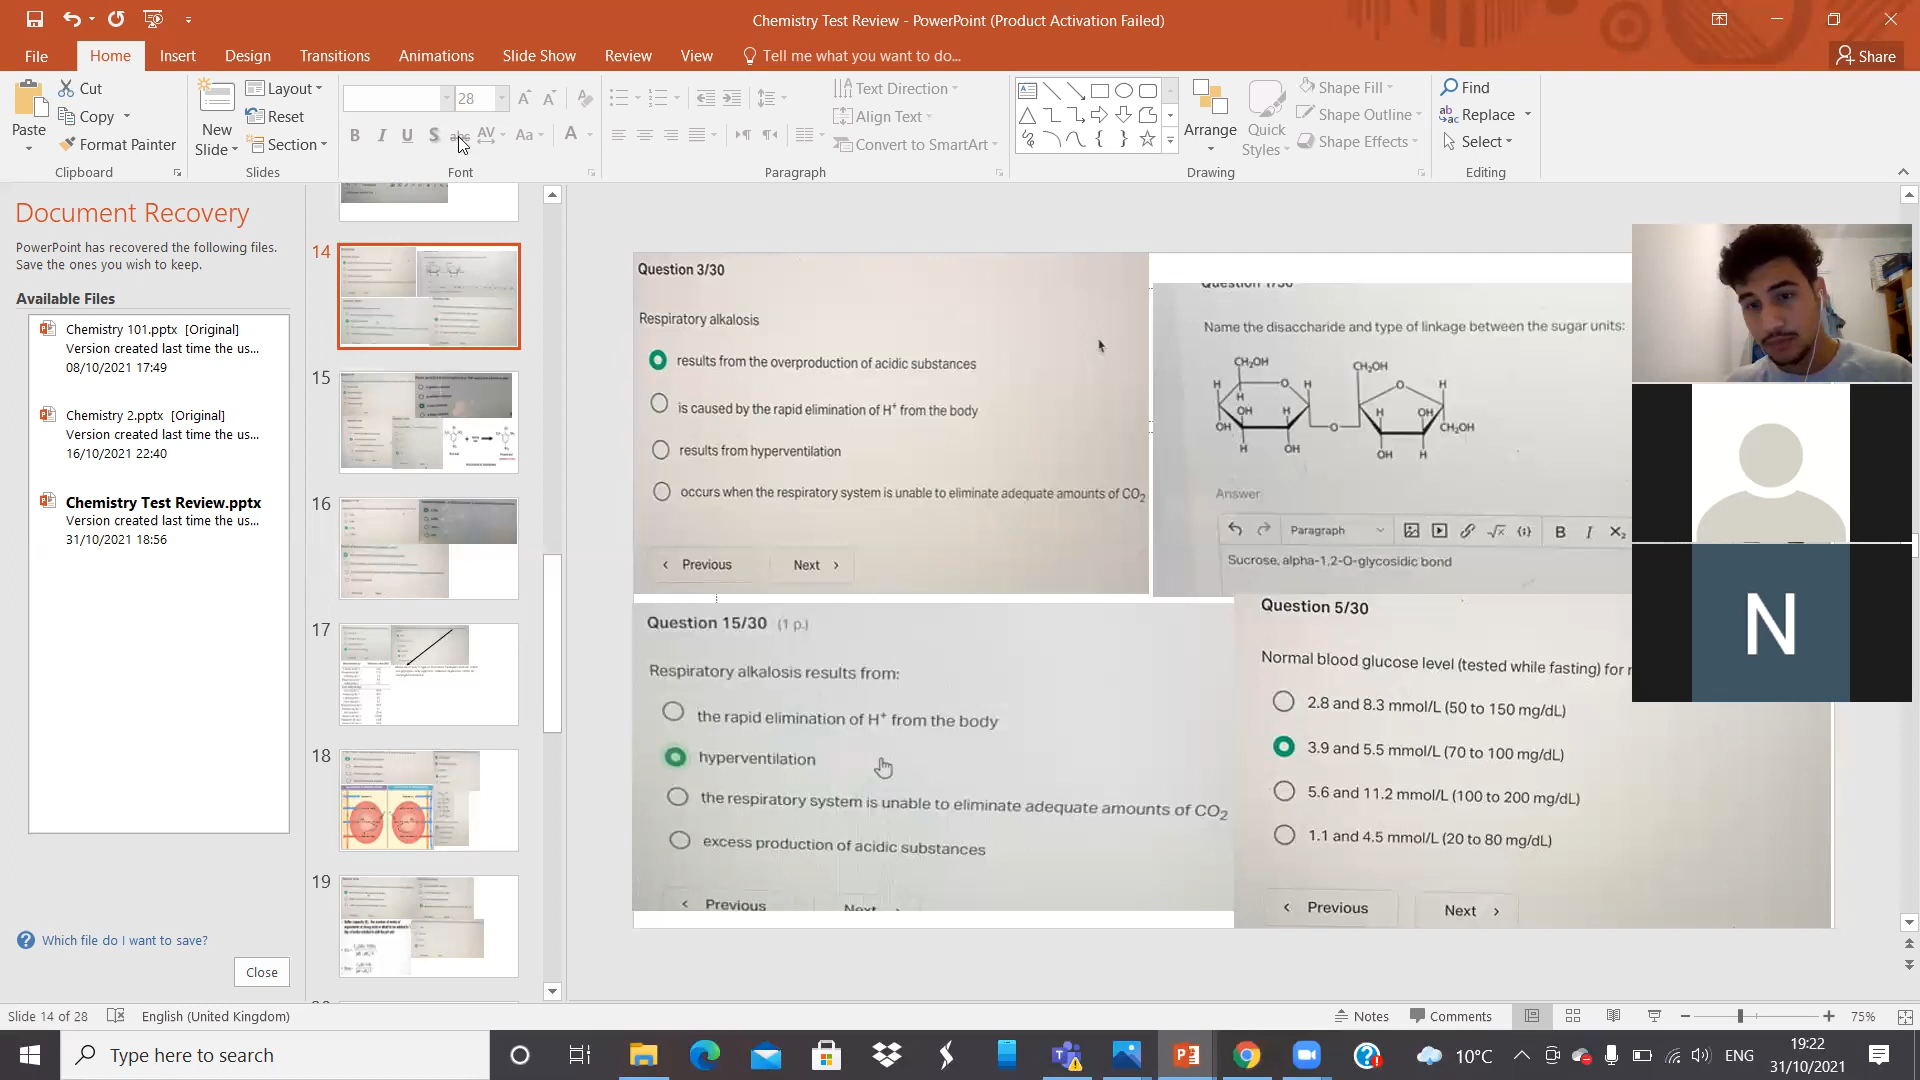 Chemistry Test Review - PowerPoint (Product Activation Failed)
File
Home
Insert
Design
Transitions
Animations
Slide Show
Review
View
Tell me what you want to do...
Share
Paste
Cut
Copy
Format Painter
Clipboard
New
Slide
Layout
Reset
Section
Slides
28
B I U S abc AV Aa A
Font
Text Direction
Align Text
Convert to SmartArt
Paragraph
Arrange
Quick
Styles
Shape Fill
Shape Outline
Shape Effects
Drawing
Find
Replace
Select
Editing
Document Recovery
PowerPoint has recovered the following files.
Save the ones you wish to keep.
Available Files
Chemistry 101.pptx [Original]
Version created last time the us...
08/10/2021 17:49
Chemistry 2.pptx [Original]
Version created last time the us...
16/10/2021 22:40
Chemistry Test Review.pptx
Version created last time the us...
31/10/2021 18:56
Which file do I want to save?
Close
14
15
16
17
18
19
Question 3/30
Respiratory alkalosis
results from the overproduction of acidic substances
is caused by the rapid elimination of H⁺ from the body
results from hyperventilation
occurs when the respiratory system is unable to eliminate adequate amounts of CO₂
Previous
Next
Name the disaccharide and type of linkage between the sugar units:
CH₂OH
CH₂OH
H O H O H
H
OH H H OH
OH O CH₂OH
H OH OH H
Answer
Paragraph
B I X₂
Sucrose, alpha-1,2-O-glycosidic bond
Question 15/30 (1 p.)
Respiratory alkalosis results from:
the rapid elimination of H⁺ from the body
hyperventilation
the respiratory system is unable to eliminate adequate amounts of CO₂
excess production of acidic substances
Previous
Next
Question 5/30
Normal blood glucose level (tested while fasting) for
2.8 and 8.3 mmol/L (50 to 150 mg/dL)
3.9 and 5.5 mmol/L (70 to 100 mg/dL)
5.6 and 11.2 mmol/L (100 to 200 mg/dL)
1.1 and 4.5 mmol/L (20 to 80 mg/dL)
Previous
Next
N
Slide 14 of 28
English (United Kingdom)
Notes
Comments
75%
Type here to search
10°C
ENG
19:22
31/10/2021